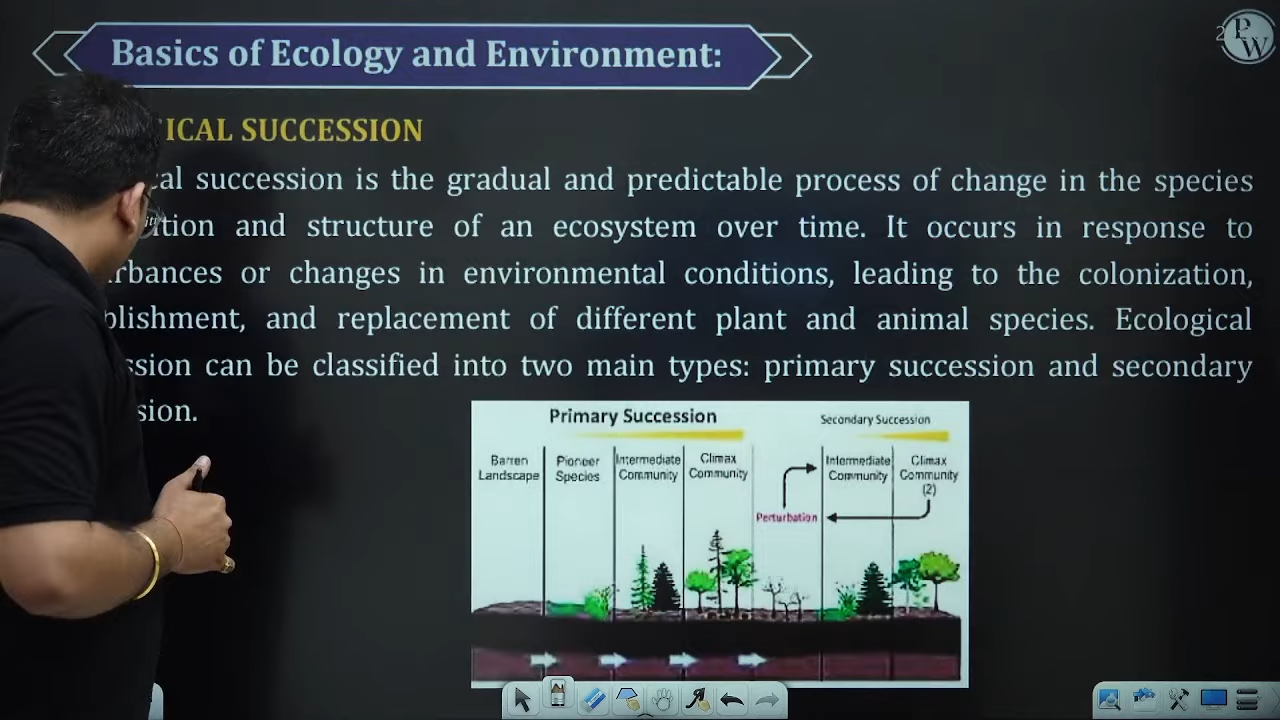 Basics of Ecology and Environment:
ICAL SUCCESSION
cal succession is the gradual and predictable process of change in the species
ition and structure of an ecosystem over time. It occurs in response to
rbances or changes in environmental conditions, leading to the colonization,
blishment, and replacement of different plant and animal species. Ecological
ssion can be classified into two main types: primary succession and secondary
sion.
Primary Succession
Secondary Succession
Barren Landscape
Pioneer Species
Intermediate Community
Climax Community
Perturbation
Intermediate Community
Climax Community (2)
PW